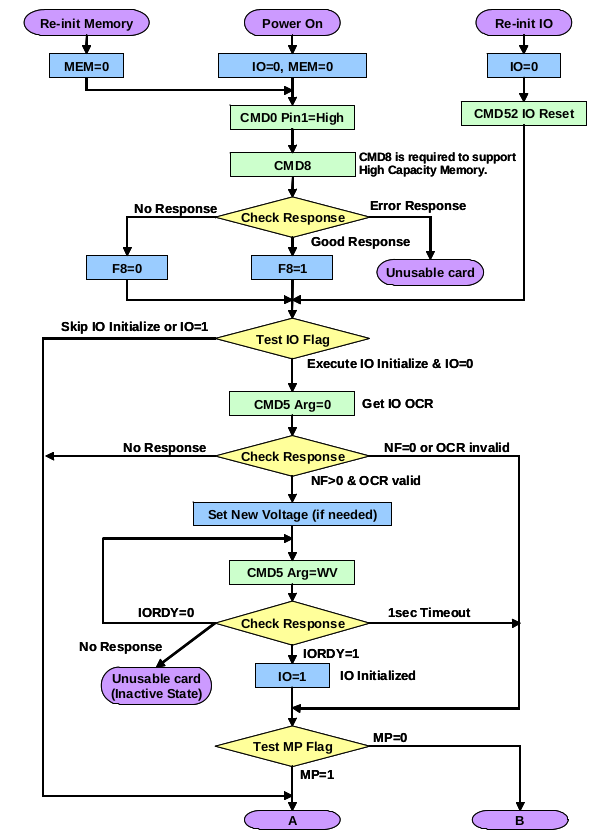 Re-init Memory
Power On
Re-init IO
MEM=0
IO=0, MEM=0
IO=0
CMD0 Pin1=High
CMD52 IO Reset
CMD8
CMD8 is required to support
High Capacity Memory.
No Response
Check Response
Error Response
Good Response
F8=0
F8=1
Unusable card
Skip IO Initialize or IO=1
Test IO Flag
Execute IO Initialize & IO=0
CMD5 Arg=0
Get IO OCR
No Response
Check Response
NF=0 or OCR invalid
NF>0 & OCR valid
Set New Voltage (if needed)
CMD5 Arg=WV
IORDY=0
Check Response
1sec Timeout
No Response
IORDY=1
Unusable card
(Inactive State)
IO=1
IO Initialized
Test MP Flag
MP=0
MP=1
A
B